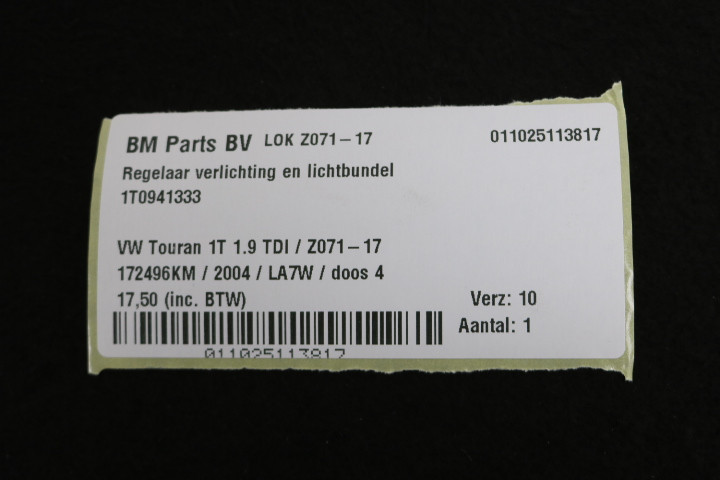 BM Parts BV LOK Z071-17 011025113817
Regelaar verlichting en lichtbundel
1T0941333
VW Touran 1T 1.9 TDI / Z071-17
172496KM / 2004 / LA7W / doos 4
17,50 (inc. BTW) Verz: 10
Aantal: 1
011025113817